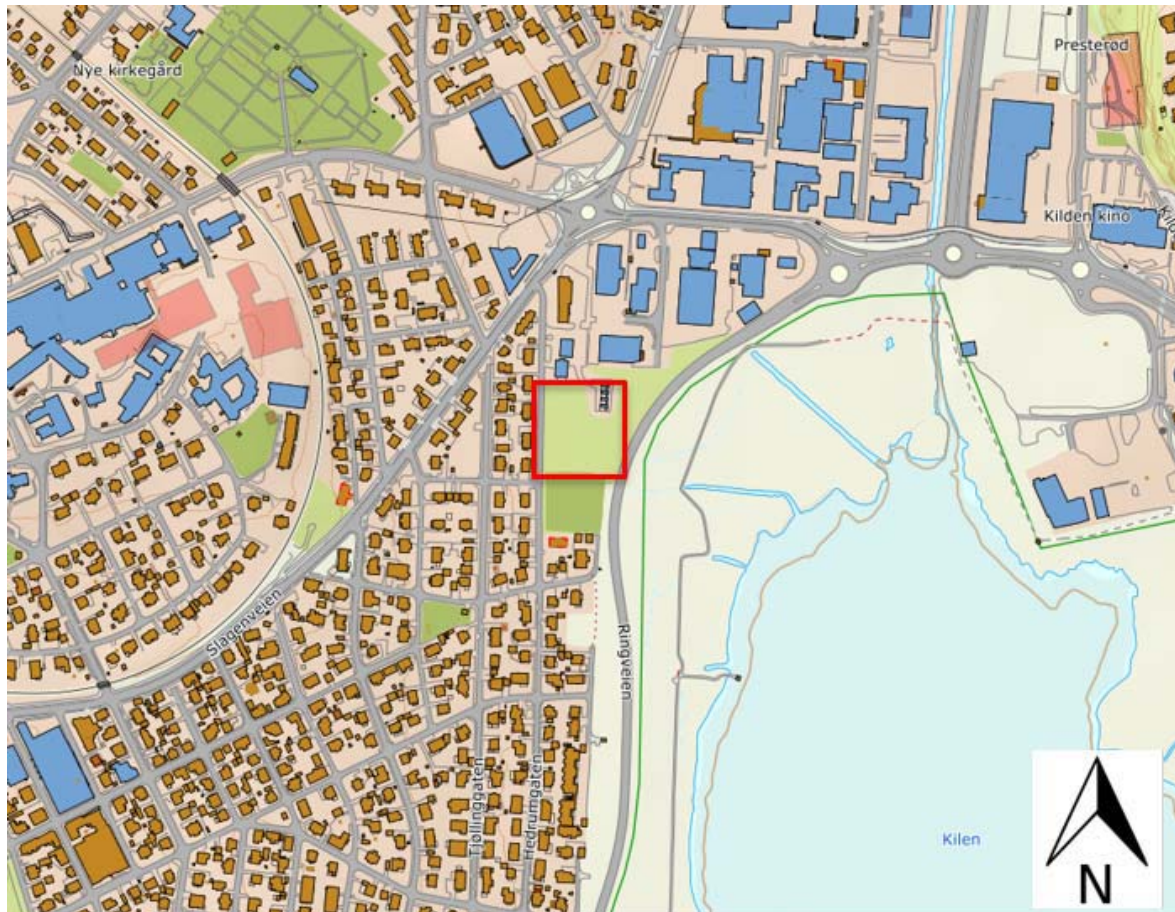 Presterød
Nye kirkegård
Kilden kino
Slagenveien
Ringveien
Tjøllinggaten
Hedrumgaten
Kilen
N